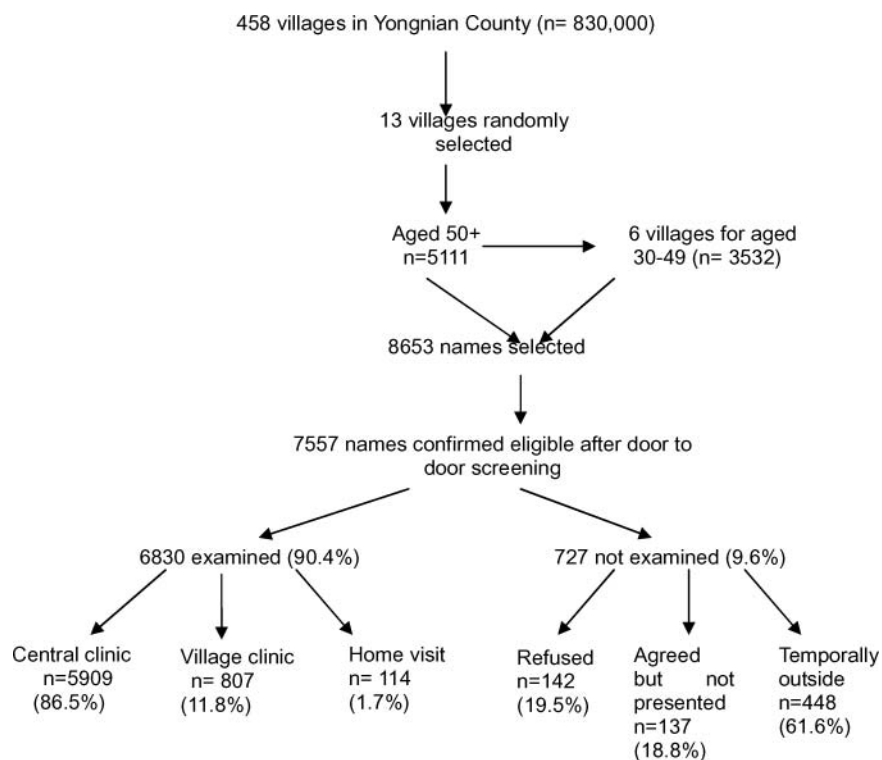 458 villages in Yongnian County (n= 830,000)
13 villages randomly
selected
Aged 50+
n=5111
6 villages for aged
30-49 (n= 3532)
8653 names selected
7557 names confirmed eligible after door to
door screening
6830 examined (90.4%)
727 not examined (9.6%)
Central clinic
n=5909
(86.5%)
Village clinic
n= 807
(11.8%)
Home visit
n= 114
(1.7%)
Refused
n=142
(19.5%)
Agreed
but not
presented
n=137
(18.8%)
Temporally
outside
n=448
(61.6%)